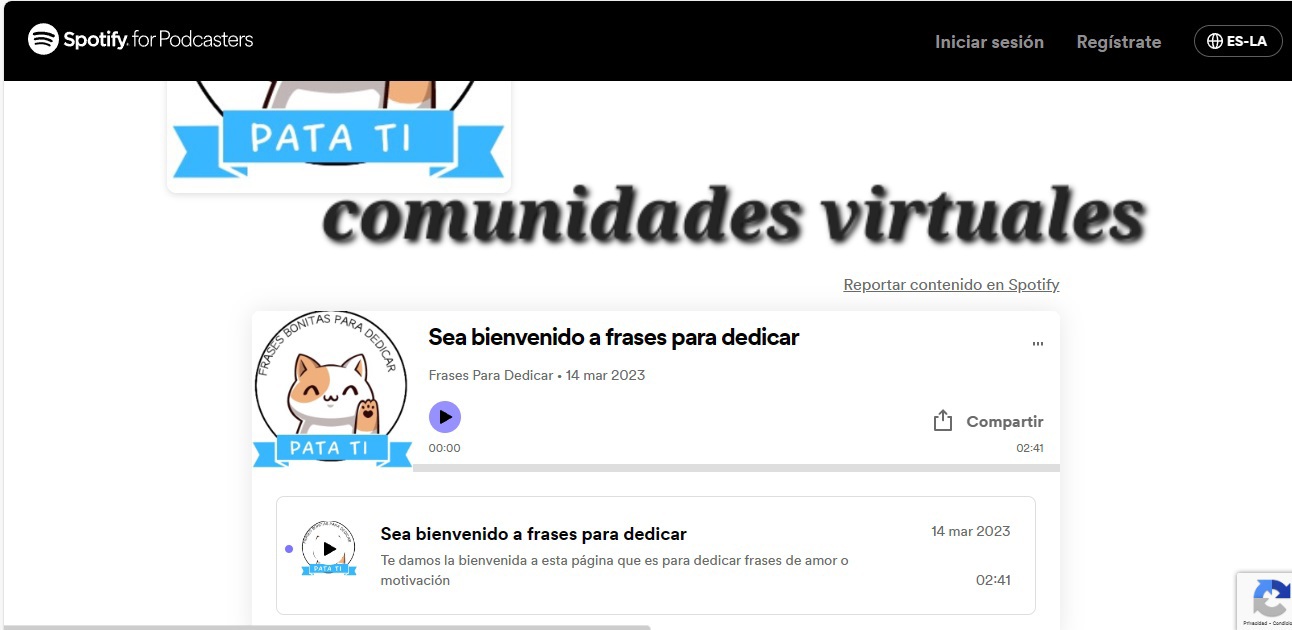 Spotify for Podcasters
Iniciar sesión
Regístrate
ES-LA
PATA TI
comunidades virtuales
Reportar contenido en Spotify
FRASES BONITAS PARA DEDICAR
PATA TI
Sea bienvenido a frases para dedicar
...
Frases Para Dedicar • 14 mar 2023
Compartir
00:00
02:41
Sea bienvenido a frases para dedicar
14 mar 2023
Te damos la bienvenida a esta página que es para dedicar frases de amor o
motivación
02:41
PATA TI
Privacidad -